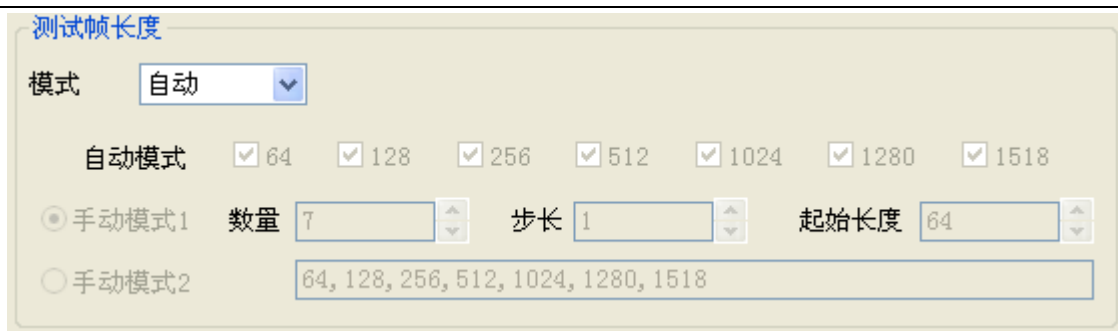 测试帧长度
模式 自动
自动模式 64 128 256 512 1024 1280 1518
手动模式1 数量 7 步长 1 起始长度 64
手动模式2 64, 128, 256, 512, 1024, 1280, 1518